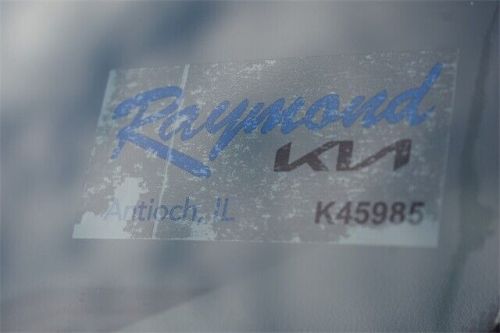 Raymond
KIA
Antioch, IL
K45985